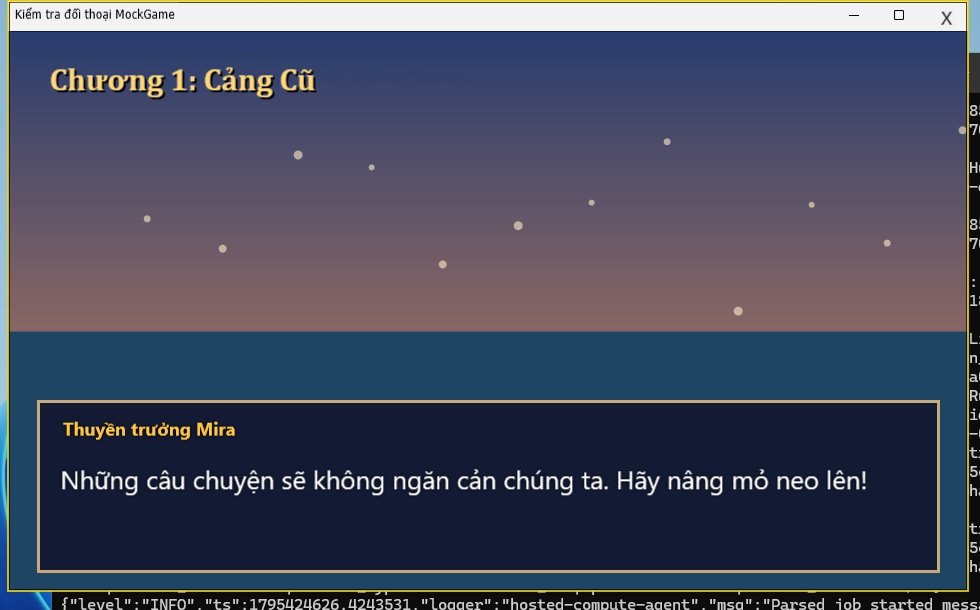 Kiểm tra đối thoại MockGame
Chương 1: Cảng Cũ
Thuyền trưởng Mira
Những câu chuyện sẽ không ngăn cản chúng ta. Hãy nâng mỏ neo lên!
{"level":"INFO","ts":1795424626.4243531,"logger":"hosted-compute-agent","msg":"Parsed job started